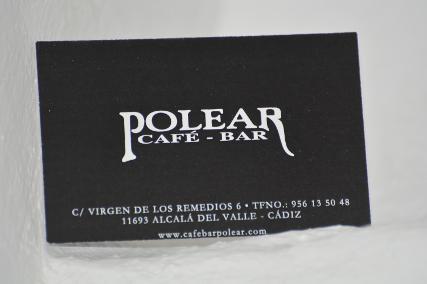 POLEAR
CAFÉ - BAR
C/ VIRGEN DE LOS REMEDIOS 6 • TFNO.: 956 13 50 48
11693 ALCALÁ DEL VALLE - CÁDIZ
www.cafebarpolear.com